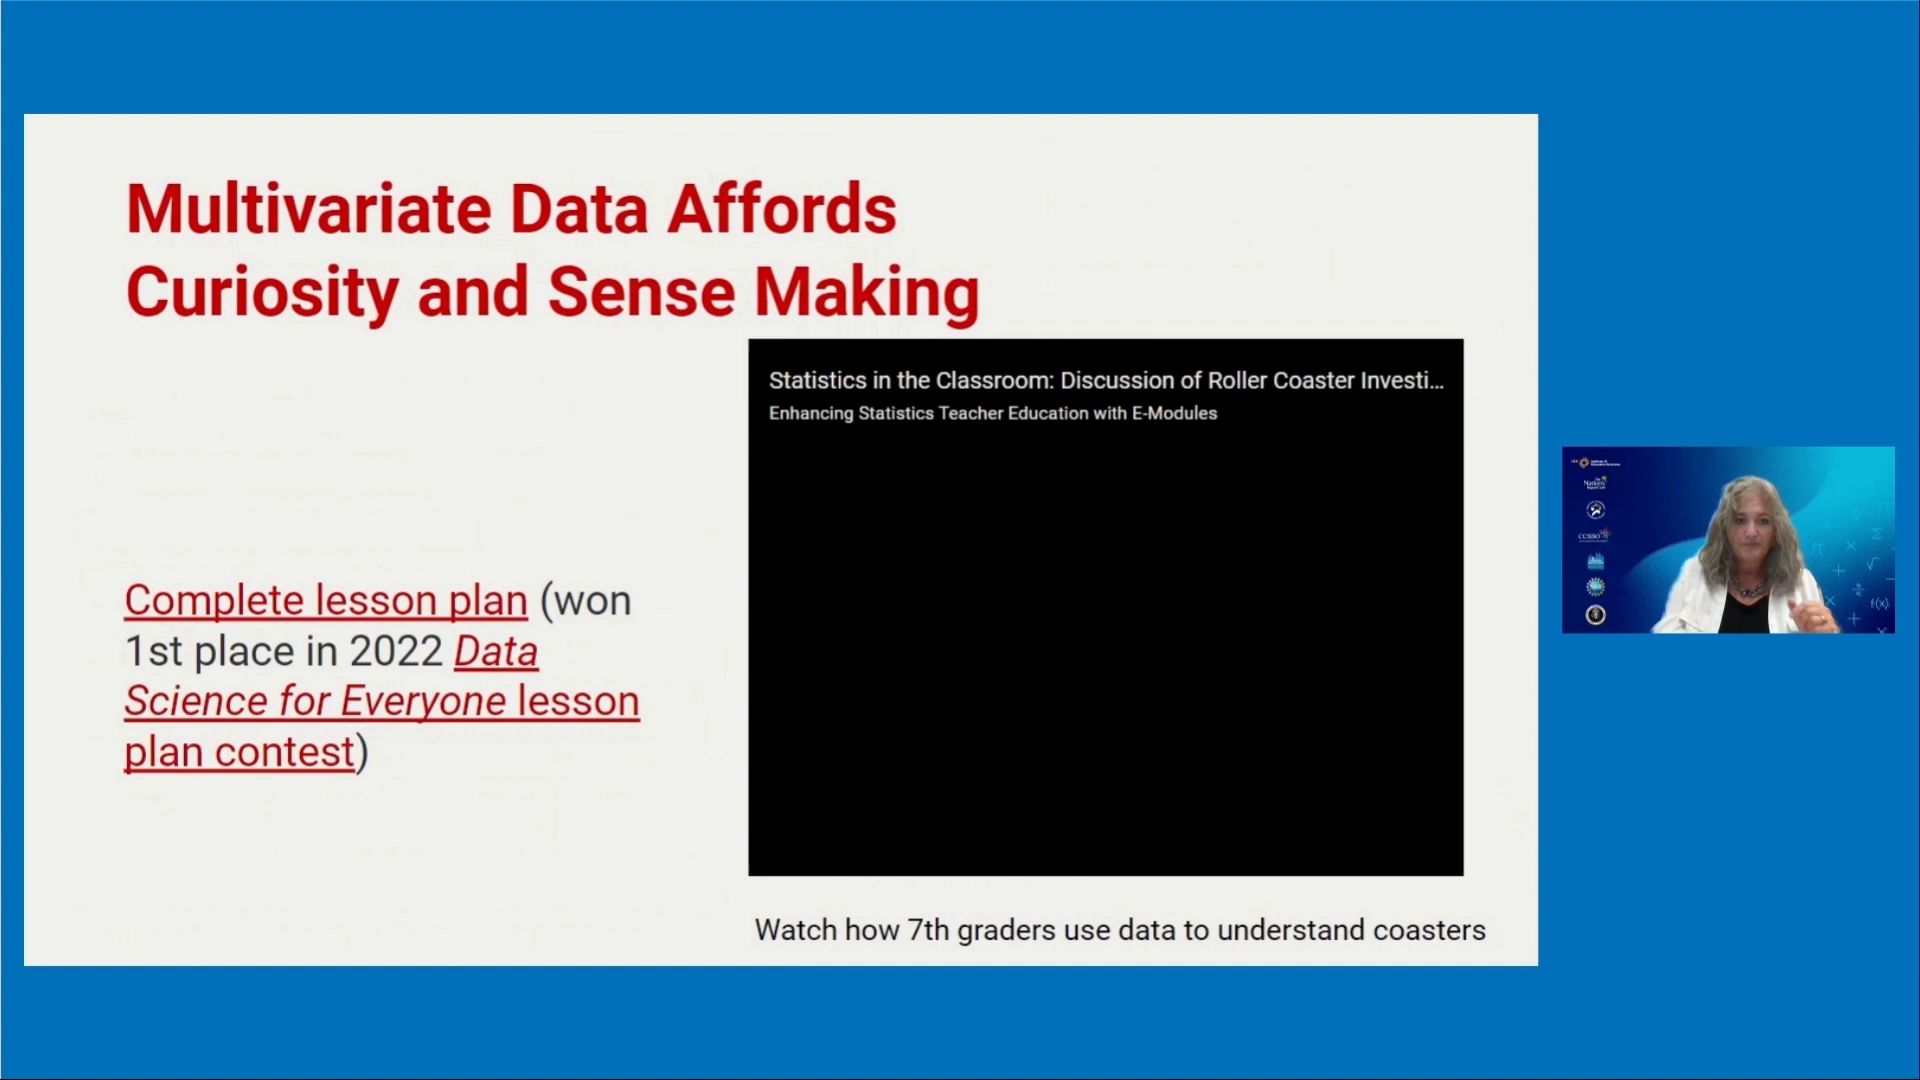 Multivariate Data Affords
Curiosity and Sense Making
Statistics in the Classroom: Discussion of Roller Coaster Investi...
Enhancing Statistics Teacher Education with E-Modules
Complete lesson plan (won
1st place in 2022 Data
Science for Everyone lesson
plan contest)
Watch how 7th graders use data to understand coasters
CCSSO
f(x)